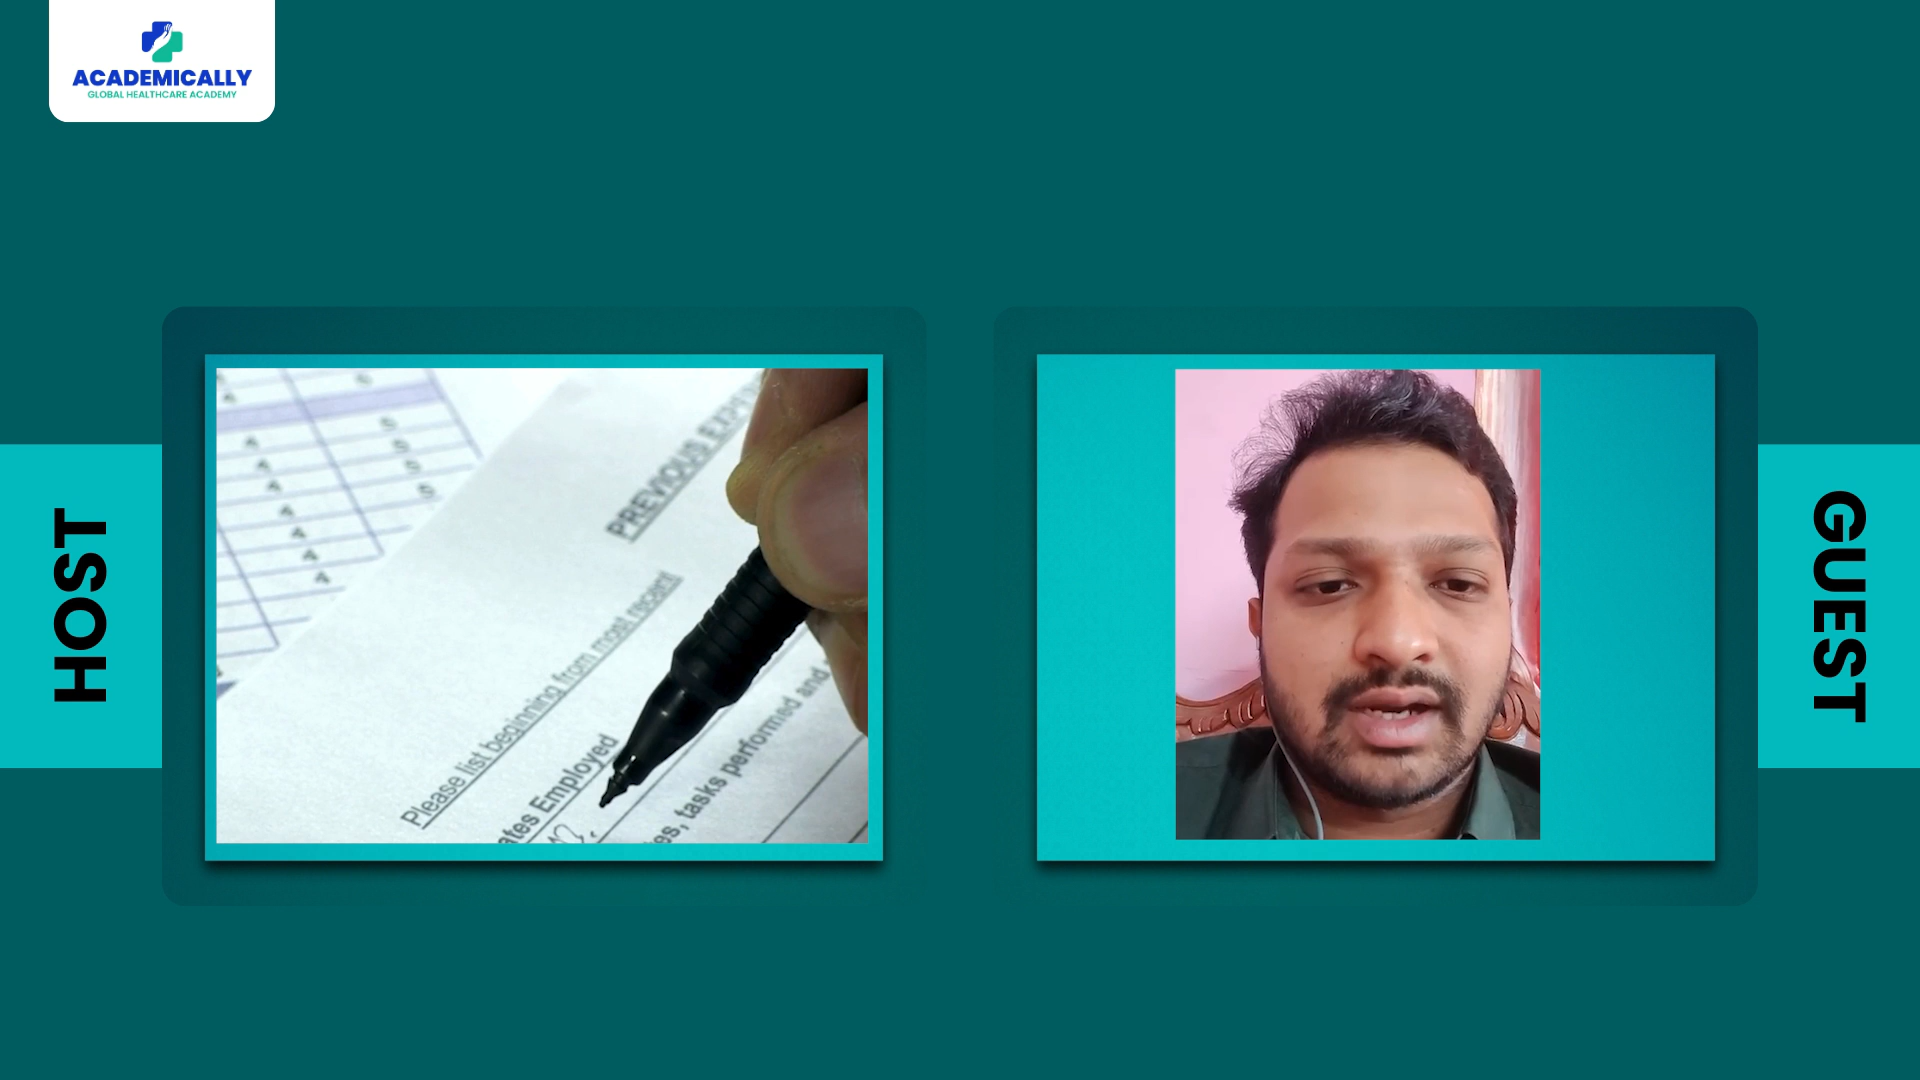 ACADEMICALLY
GLOBAL HEALTHCARE ACADEMY
HOST
PREVIOUS
Please list beginning from most recent
Employed
tasks performed and
GUEST